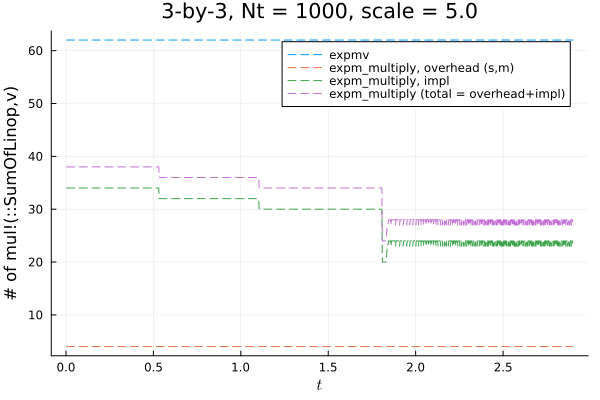 3-by-3, Nt = 1000, scale = 5.0
expmv
expm_multiply, overhead (s,m)
expm_multiply, impl
expm_multiply (total = overhead+impl)
# of mul!(::SumOfLinop,v)
60
50
40
30
20
10
0.0 0.5 1.0 1.5 2.0 2.5
t